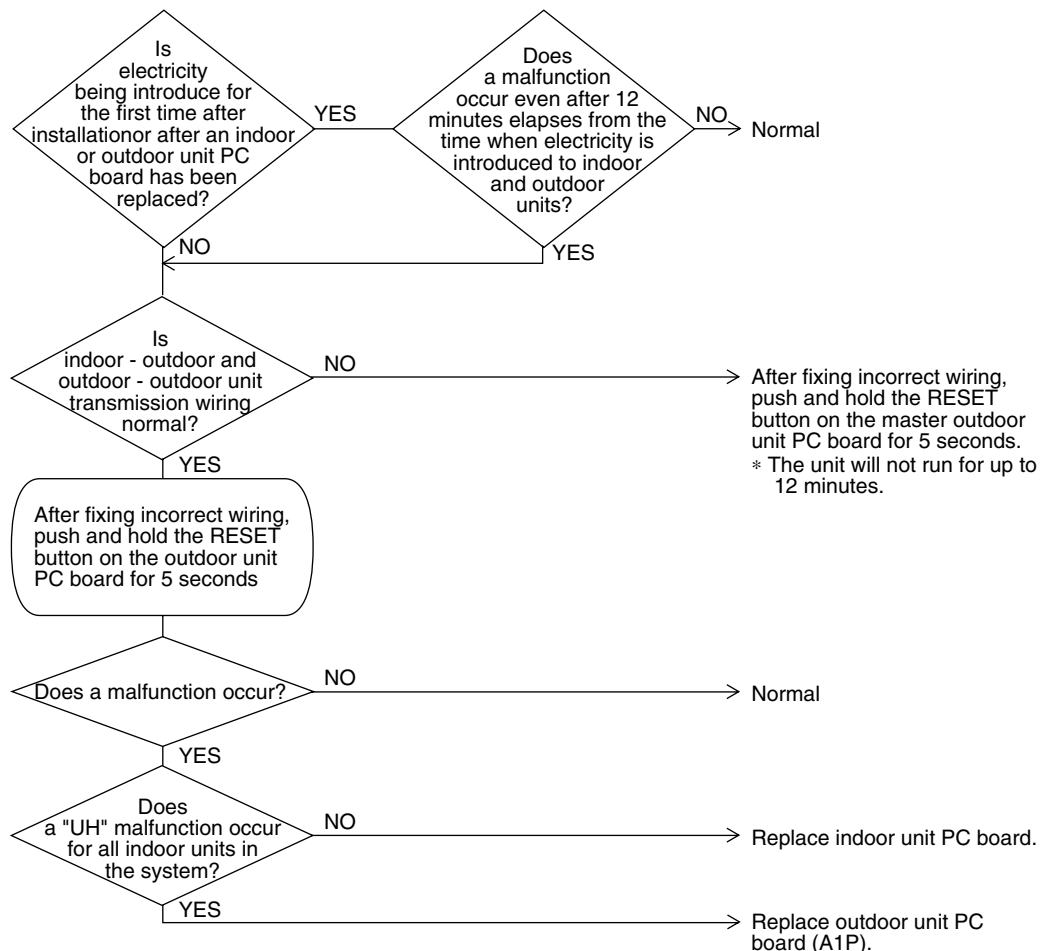 Is
electricity
being introduce for
the first time after
installationor after an indoor
or outdoor unit PC
board has been
replaced?
YES
Does
a malfunction
occur even after 12
minutes elapses from the
time when electricity is
introduced to indoor
and outdoor
units?
NO
Normal
NO
YES
Is
indoor - outdoor and
outdoor - outdoor unit
transmission wiring
normal?
NO
After fixing incorrect wiring,
push and hold the RESET
button on the master outdoor
unit PC board for 5 seconds.
* The unit will not run for up to
12 minutes.
YES
After fixing incorrect wiring,
push and hold the RESET
button on the outdoor unit
PC board for 5 seconds
Does a malfunction occur?
NO
Normal
YES
Does
a "UH" malfunction occur
for all indoor units in
the system?
NO
Replace indoor unit PC board.
YES
Replace outdoor unit PC
board (A1P).